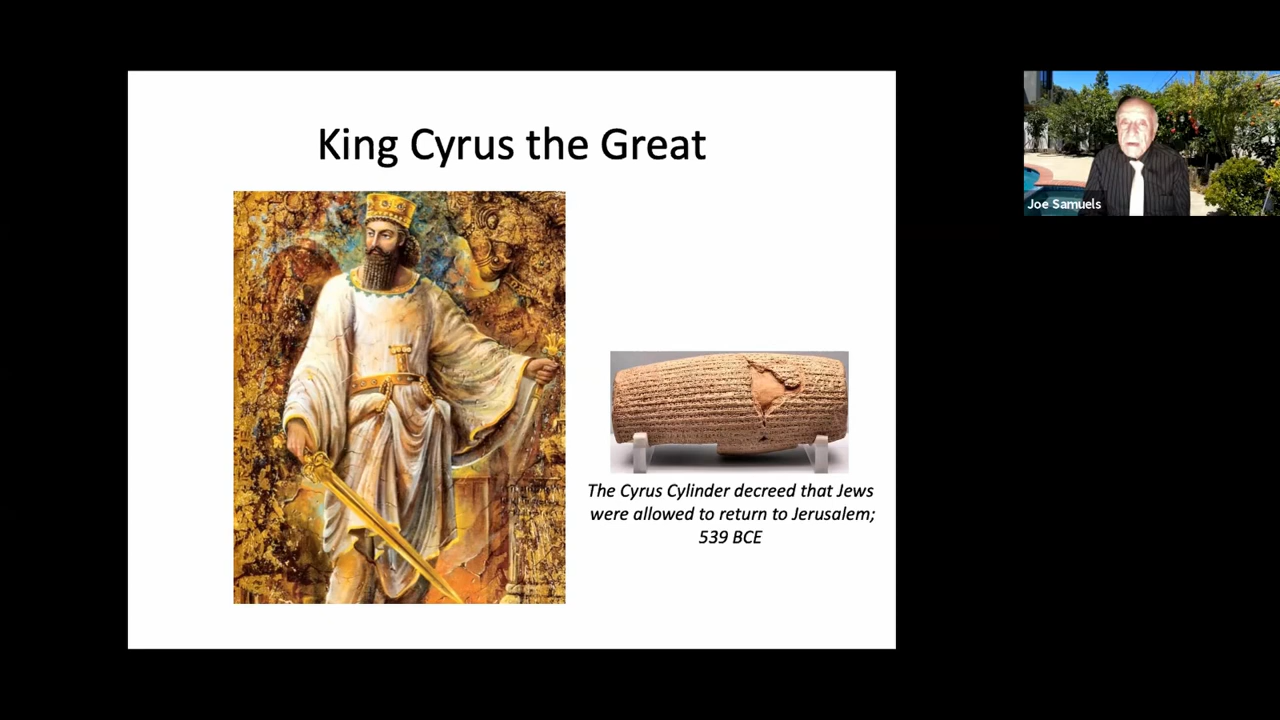 King Cyrus the Great
The Cyrus Cylinder decreed that Jews
were allowed to return to Jerusalem;
539 BCE
Joe Samuels